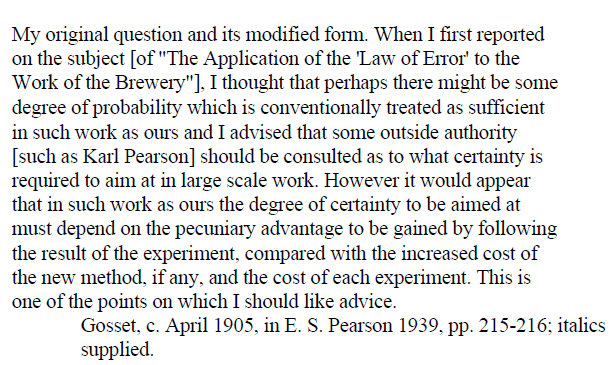 My original question and its modified form. When I first reported
on the subject [of "The Application of the 'Law of Error' to the
Work of the Brewery"], I thought that perhaps there might be some
degree of probability which is conventionally treated as sufficient
in such work as ours and I advised that some outside authority
[such as Karl Pearson] should be consulted as to what certainty is
required to aim at in large scale work. However it would appear
that in such work as ours the degree of certainty to be aimed at
must depend on the pecuniary advantage to be gained by following
the result of the experiment, compared with the increased cost of
the new method, if any, and the cost of each experiment. This is
one of the points on which I should like advice.
Gosset, c. April 1905, in E. S. Pearson 1939, pp. 215-216; italics
supplied.